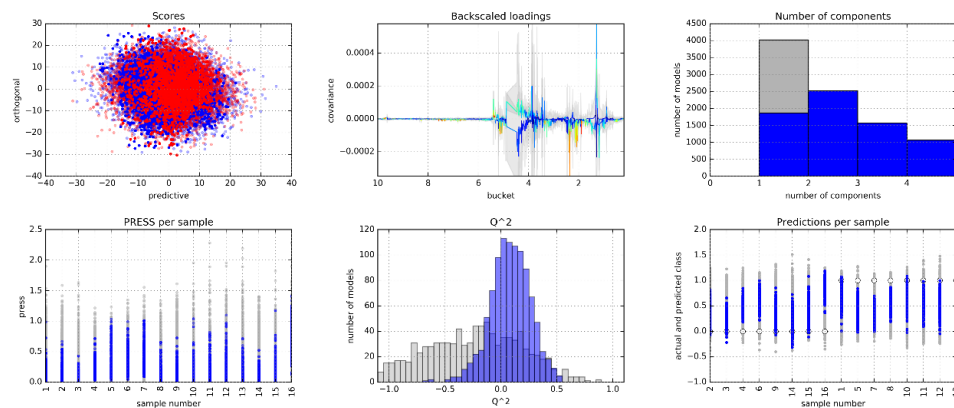 Scores
30
20
10
0
−10
−20
−30
−40
−40 −30 −20 −10 0 10 20 30 40
orthogonal
predictive
Backscaled loadings
0.0004
0.0002
0.0000
−0.0002
10 8 6 4 2
covariance
bucket
Number of components
4500
4000
3500
3000
2500
2000
1500
1000
500
0
0 1 2 3 4
number of models
number of components
PRESS per sample
2.5
2.0
1.5
1.0
0.5
0.0
1 2 3 4 5 6 7 8 9 10 11 12 13 14 15 16
press
sample number
Q^2
120
100
80
60
40
20
0
−1.0 −0.5 0.0 0.5 1.0
number of models
Q^2
Predictions per sample
2.0
1.5
1.0
0.5
0.0
−0.5
−1.0
2 3 4 6 9 14 15 16 1 5 7 8 10 11 12
actual and predicted class
sample number